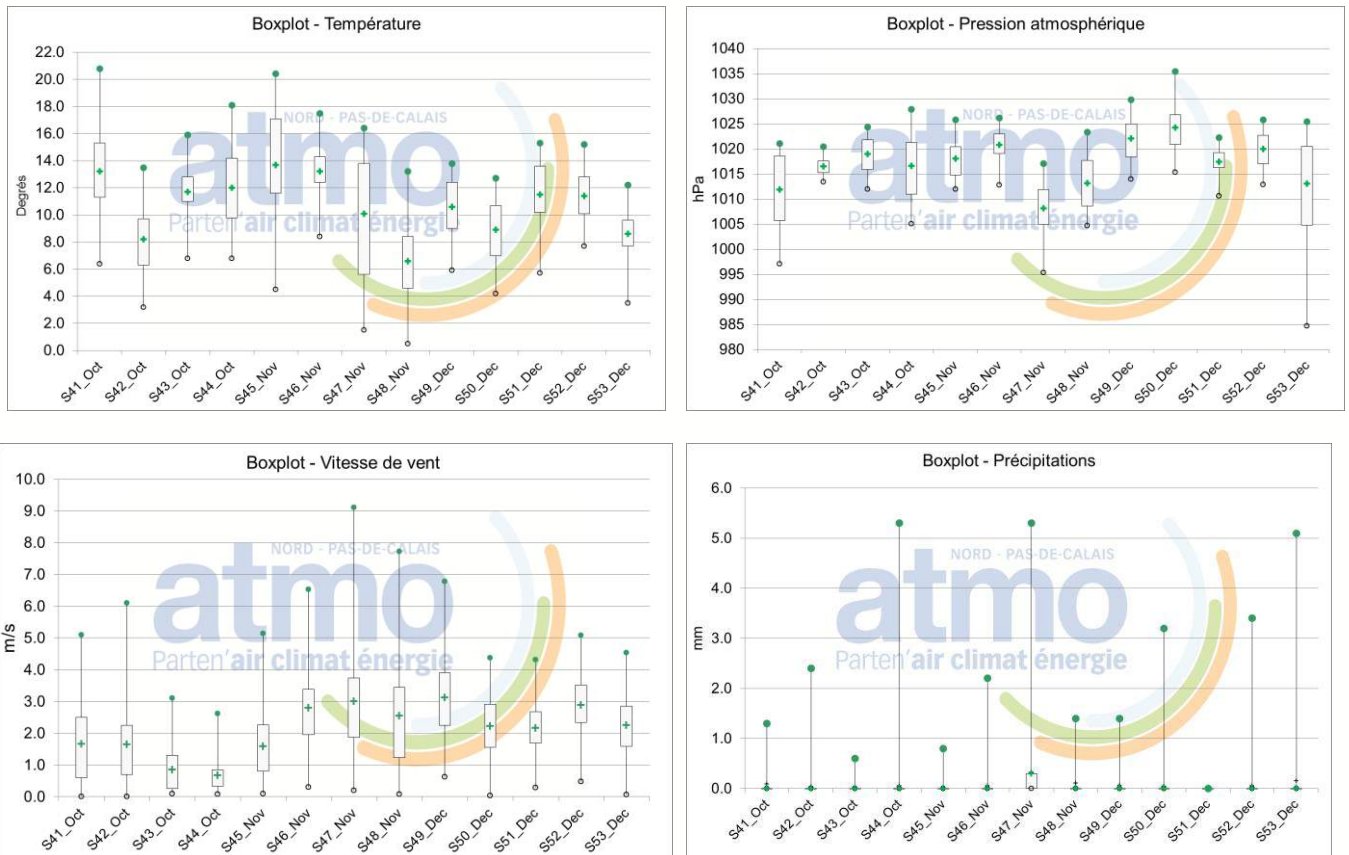 Boxplot - Température
Degrés
22.0
20.0
18.0
16.0
14.0
12.0
10.0
8.0
6.0
4.0
2.0
0.0
NORD - PAS-DE-CALAIS
atmo
Parten'air climat énergie
S41_Oct S42_Oct S43_Oct S44_Oct S45_Nov S46_Nov S47_Nov S48_Nov S49_Dec S50_Dec S51_Dec S52_Dec S53_Dec
Boxplot - Pression atmosphérique
hPa
1040
1035
1030
1025
1020
1015
1010
1005
1000
995
990
985
980
NORD - PAS-DE-CALAIS
atmo
Parten'air climat énergie
S41_Oct S42_Oct S43_Oct S44_Oct S45_Nov S46_Nov S47_Nov S48_Nov S49_Dec S50_Dec S51_Dec S52_Dec S53_Dec
Boxplot - Vitesse de vent
m/s
10.0
9.0
8.0
7.0
6.0
5.0
4.0
3.0
2.0
1.0
0.0
NORD - PAS-DE-CALAIS
atmo
Parten'air climat énergie
S41_Oct S42_Oct S43_Oct S44_Oct S45_Nov S46_Nov S47_Nov S48_Nov S49_Dec S50_Dec S51_Dec S52_Dec S53_Dec
Boxplot - Précipitations
mm
6.0
5.0
4.0
3.0
2.0
1.0
0.0
NORD - PAS-DE-CALAIS
atmo
Parten'air climat énergie
S41_Oct S42_Oct S43_Oct S44_Oct S45_Nov S46_Nov S47_Nov S48_Nov S49_Dec S50_Dec S51_Dec S52_Dec S53_Dec